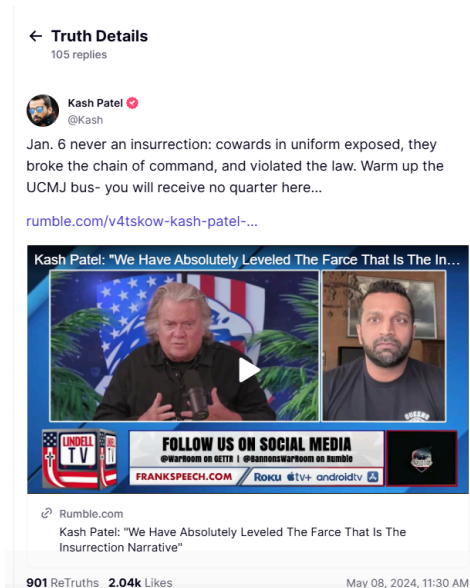 ← Truth Details
105 replies
Kash Patel
@Kash
Jan. 6 never an insurrection: cowards in uniform exposed, they
broke the chain of command, and violated the law. Warm up the
UCMJ bus- you will receive no quarter here...
rumble.com/v4tskow-kash-patel-...
Kash Patel: "We Have Absolutely Leveled The Farce That Is The In...
QUEENS
LINDELL
TV
FOLLOW US ON SOCIAL MEDIA
@WarRoom on GETTR | @BannonsWarRoom on Rumble
FRANKSPEECH.COM
Roku tv+ androidtv
Rumble.com
Kash Patel: "We Have Absolutely Leveled The Farce That Is The
Insurrection Narrative"
901 ReTruths 2.04k Likes
May 08, 2024, 11:30 AM